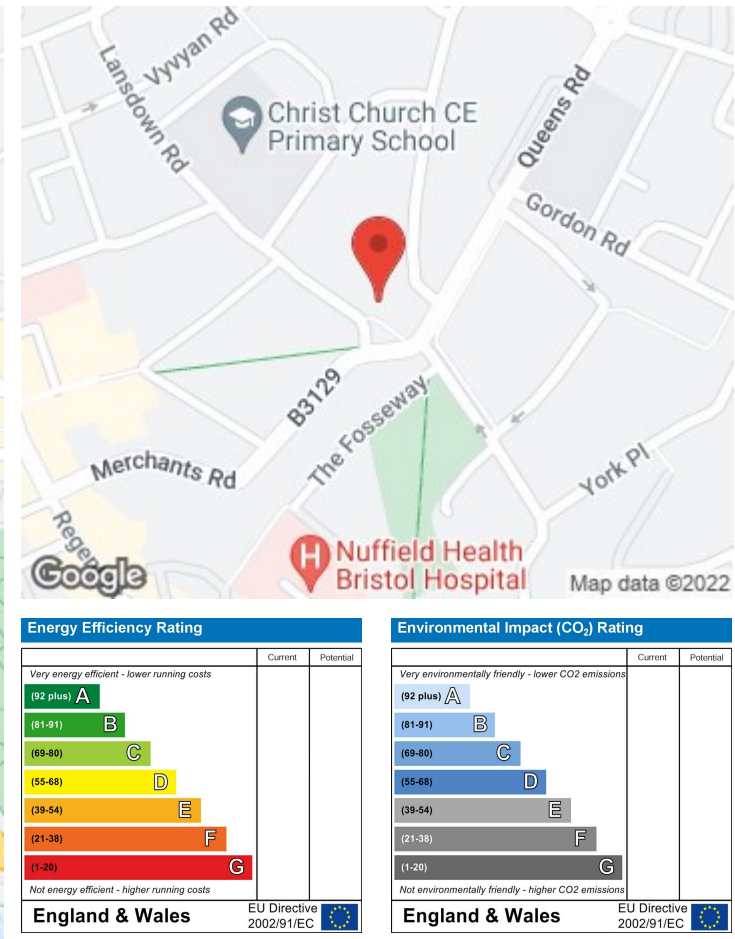 Vyvyan Rd
Lansdown Rd
Christ Church CE
Primary School
Queens Rd
Gordon Rd
B3129
The Fosseway
Merchants Rd
York Pl
Regen
Nuffield Health
Bristol Hospital
H
Google
Map data ©2022
Energy Efficiency Rating
Current Potential
Very energy efficient - lower running costs
(92 plus) A
(81-91) B
(69-80) C
(55-68) D
(39-54) E
(21-38) F
(1-20) G
Not energy efficient - higher running costs
England & Wales
EU Directive
2002/91/EC
Environmental Impact (CO₂) Rating
Current Potential
Very environmentally friendly - lower CO2 emissions
(92 plus) A
(81-91) B
(69-80) C
(55-68) D
(39-54) E
(21-38) F
(1-20) G
Not environmentally friendly - higher CO2 emissions
England & Wales
EU Directive
2002/91/EC